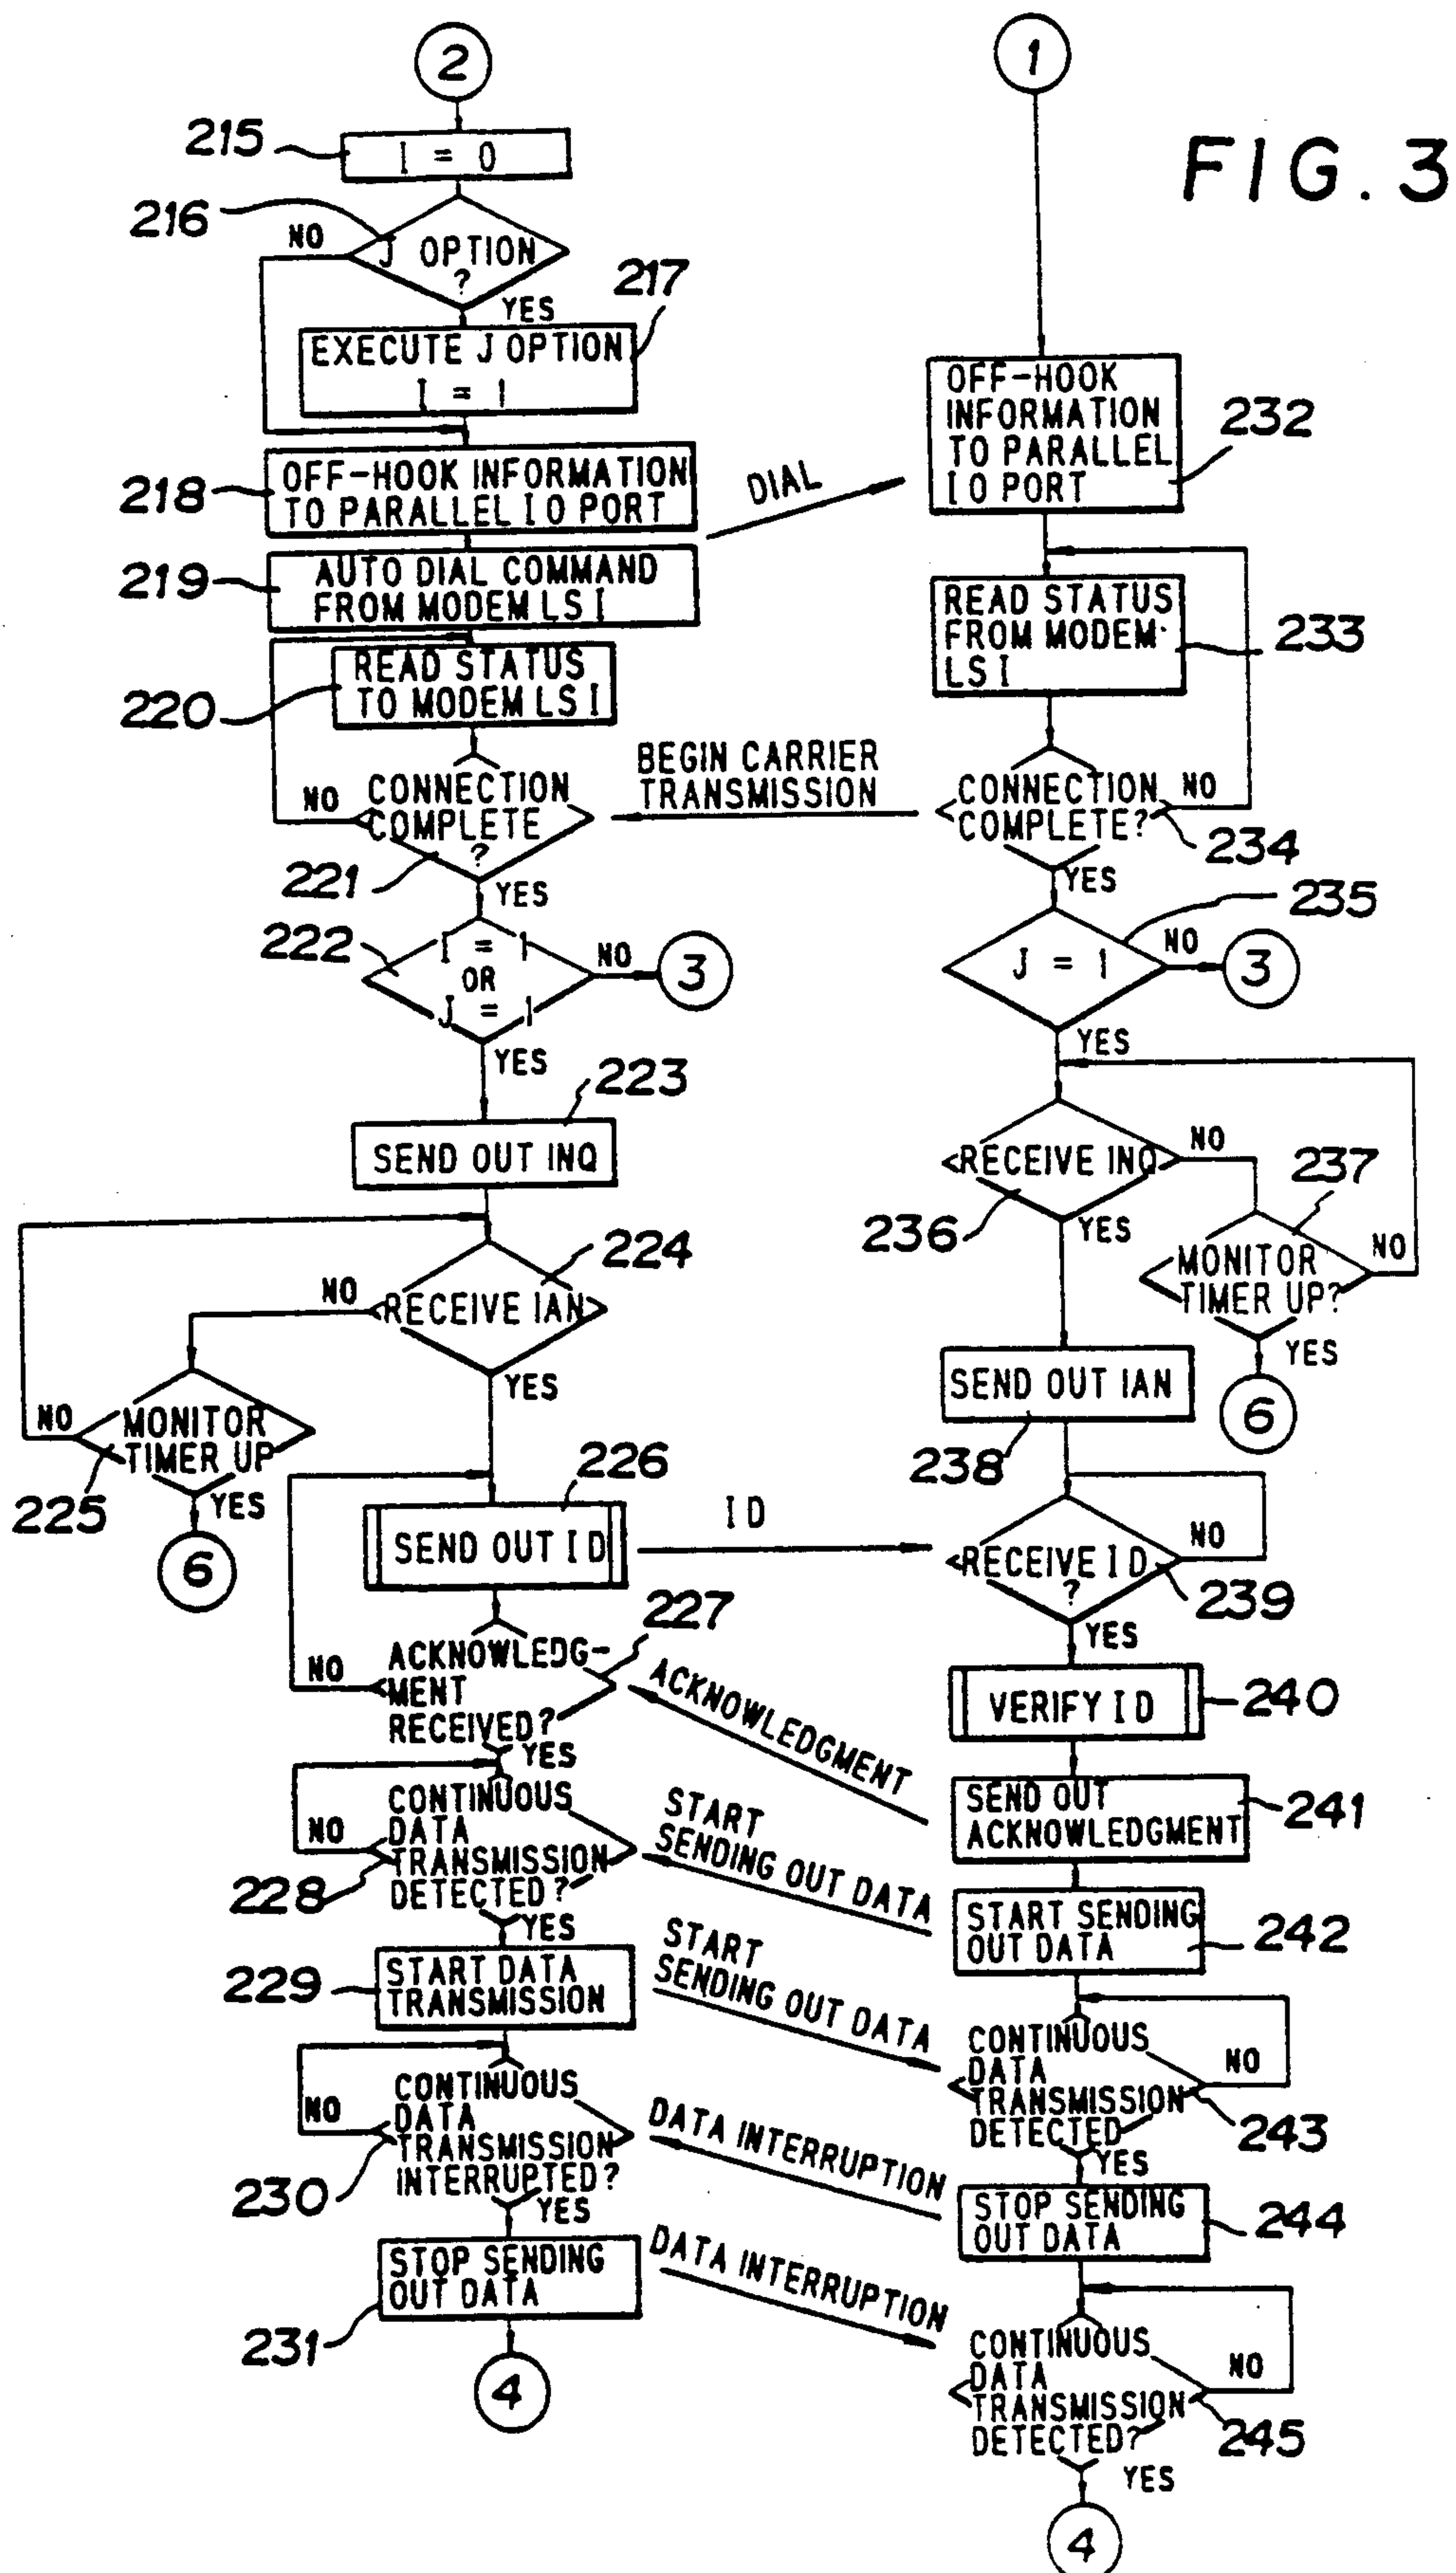 FIG. 3
2
215
I = 0
216
J OPTION
?
NO
YES
217
EXECUTE J OPTION
I = 1
218
OFF-HOOK INFORMATION
TO PARALLEL IO PORT
DIAL
219
AUTO DIAL COMMAND
FROM MODEM LSI
220
READ STATUS
TO MODEM LSI
NO
CONNECTION
COMPLETE
?
221
YES
BEGIN CARRIER
TRANSMISSION
222
I = 1
OR
J = 1
NO
3
YES
223
SEND OUT INQ
224
NO
RECEIVE IAN
YES
NO
MONITOR
TIMER UP
225
YES
6
226
SEND OUT ID
ID
227
NO
ACKNOWLEDG-
MENT
RECEIVED?
YES
ACKNOWLEDGMENT
NO
CONTINUOUS
DATA
TRANSMISSION
DETECTED?
228
YES
START
SENDING OUT DATA
229
START DATA
TRANSMISSION
START
SENDING OUT DATA
NO
CONTINUOUS
DATA
TRANSMISSION
INTERRUPTED?
230
YES
DATA INTERRUPTION
STOP SENDING
OUT DATA
231
DATA INTERRUPTION
4
1
OFF-HOOK
INFORMATION
TO PARALLEL
IO PORT
232
READ STATUS
FROM MODEM
LSI
233
CONNECTION
COMPLETE?
NO
234
YES
235
J = 1
NO
3
YES
RECEIVE INQ
NO
236
YES
237
MONITOR
TIMER UP?
NO
YES
6
SEND OUT IAN
238
RECEIVE ID
?
NO
239
YES
VERIFY ID
240
SEND OUT
ACKNOWLEDGMENT
241
START SENDING
OUT DATA
242
CONTINUOUS
DATA
TRANSMISSION
DETECTED
NO
243
YES
STOP SENDING
OUT DATA
244
CONTINUOUS
DATA
TRANSMISSION
DETECTED?
NO
245
YES
4